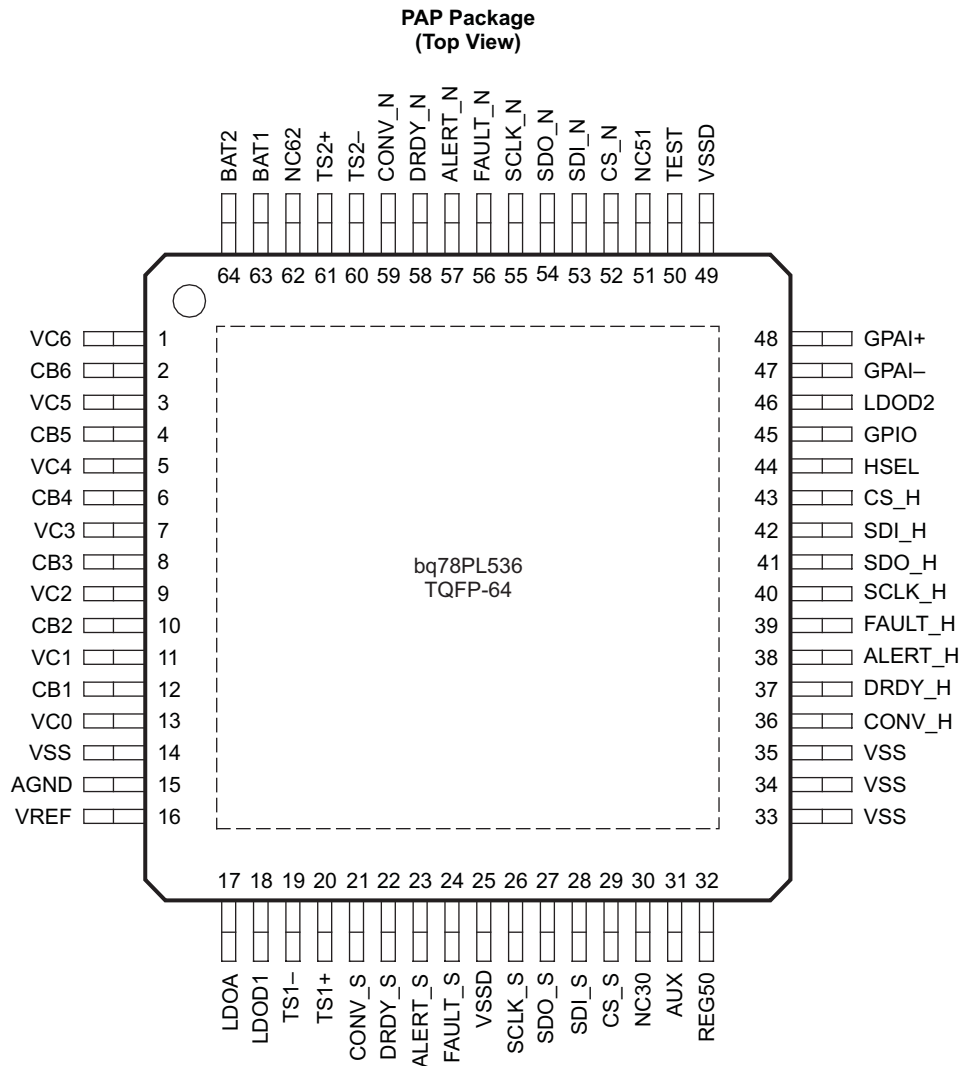 PAP Package
(Top View)
BAT2
BAT1
NC62
TS2+
TS2–
CONV_N
DRDY_N
ALERT_N
FAULT_N
SCLK_N
SDO_N
SDI_N
CS_N
NC51
TEST
VSSD
64 63 62 61 60 59 58 57 56 55 54 53 52 51 50 49
VC6 1
CB6 2
VC5 3
CB5 4
VC4 5
CB4 6
VC3 7
CB3 8
VC2 9
CB2 10
VC1 11
CB1 12
VC0 13
VSS 14
AGND 15
VREF 16
bq78PL536
TQFP-64
48 GPAI+
47 GPAI–
46 LDOD2
45 GPIO
44 HSEL
43 CS_H
42 SDI_H
41 SDO_H
40 SCLK_H
39 FAULT_H
38 ALERT_H
37 DRDY_H
36 CONV_H
35 VSS
34 VSS
33 VSS
17 18 19 20 21 22 23 24 25 26 27 28 29 30 31 32
LDOA
LDOD1
TS1–
TS1+
CONV_S
DRDY_S
ALERT_S
FAULT_S
VSSD
SCLK_S
SDO_S
SDI_S
CS_S
NC30
AUX
REG50